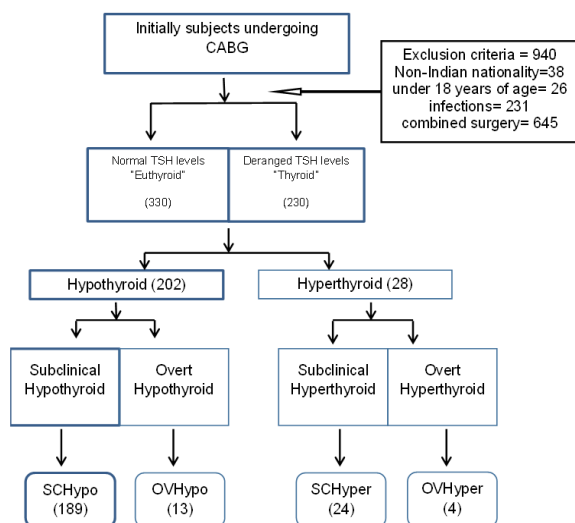 Initially subjects undergoing
CABG
Exclusion criteria = 940
Non-Indian nationality=38
under 18 years of age= 26
infections= 231
combined surgery= 645
Normal TSH levels
"Euthyroid"
(330)
Deranged TSH levels
"Thyroid"
(230)
Hypothyroid (202)
Hyperthyroid (28)
Subclinical
Hypothyroid
Overt
Hypothyroid
Subclinical
Hyperthyroid
Overt
Hyperthyroid
SCHypo
(189)
OVHypo
(13)
SCHyper
(24)
OVHyper
(4)